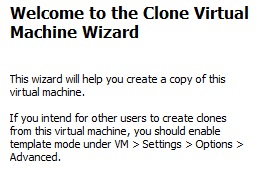 Welcome to the Clone Virtual
Machine Wizard
This wizard will help you create a copy of this
virtual machine.
If you intend for other users to create clones
from this virtual machine, you should enable
template mode under VM > Settings > Options >
Advanced.